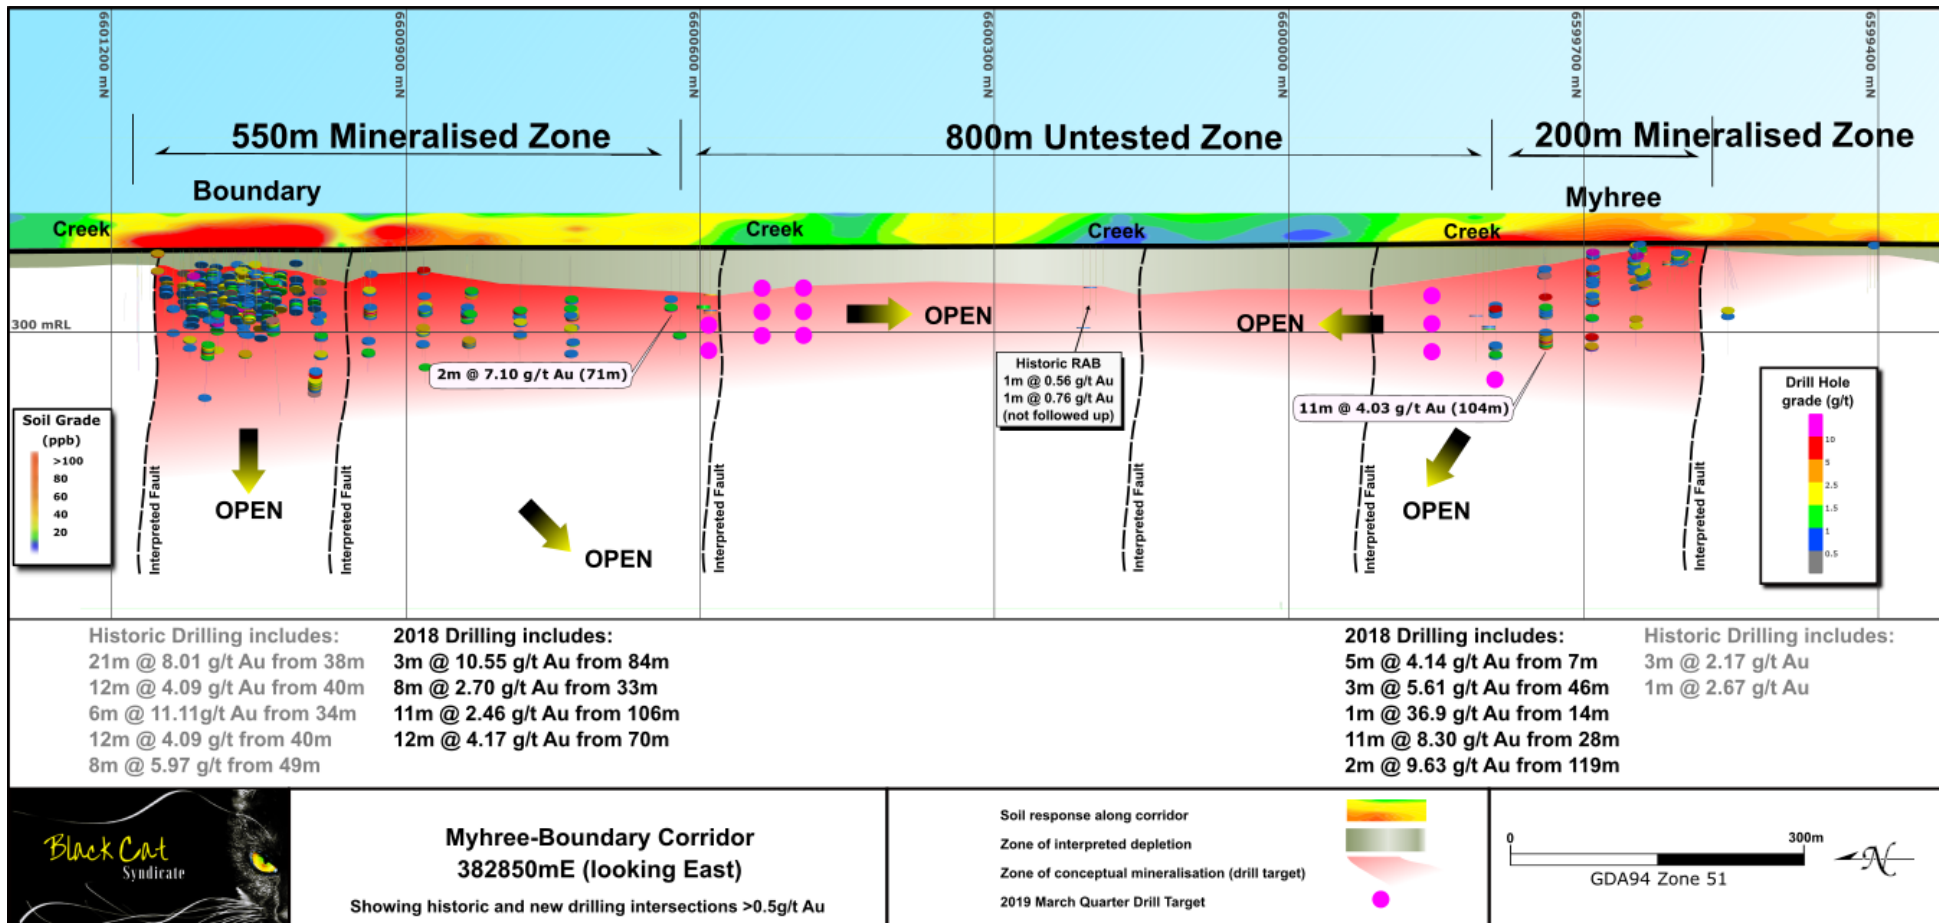 6601200 mN
6600900 mN
6600600 mN
6600300 mN
6600000 mN
6599700 mN
6599400 mN
550m Mineralised Zone
800m Untested Zone
200m Mineralised Zone
Boundary
Myhree
Creek
Creek
Creek
Creek
300 mRL
OPEN
OPEN
2m @ 7.10 g/t Au (71m)
Historic RAB
1m @ 0.56 g/t Au
1m @ 0.76 g/t Au
(not followed up)
11m @ 4.03 g/t Au (104m)
Soil Grade
(ppb)
>100
80
60
40
20
Drill Hole
grade (g/t)
10
5
2.5
1.5
1
0.5
OPEN
OPEN
OPEN
Interpreted Fault
Interpreted Fault
Interpreted Fault
Interpreted Fault
Interpreted Fault
Interpreted Fault
Historic Drilling includes:
21m @ 8.01 g/t Au from 38m
12m @ 4.09 g/t Au from 40m
6m @ 11.11g/t Au from 34m
12m @ 4.09 g/t from 40m
8m @ 5.97 g/t from 49m
2018 Drilling includes:
3m @ 10.55 g/t Au from 84m
8m @ 2.70 g/t Au from 33m
11m @ 2.46 g/t Au from 106m
12m @ 4.17 g/t Au from 70m
2018 Drilling includes:
5m @ 4.14 g/t Au from 7m
3m @ 5.61 g/t Au from 46m
1m @ 36.9 g/t Au from 14m
11m @ 8.30 g/t Au from 28m
2m @ 9.63 g/t Au from 119m
Historic Drilling includes:
3m @ 2.17 g/t Au
1m @ 2.67 g/t Au
Black Cat
Syndicate
Myhree-Boundary Corridor
382850mE (looking East)
Showing historic and new drilling intersections >0.5g/t Au
Soil response along corridor
Zone of interpreted depletion
Zone of conceptual mineralisation (drill target)
2019 March Quarter Drill Target
0
300m
N
GDA94 Zone 51